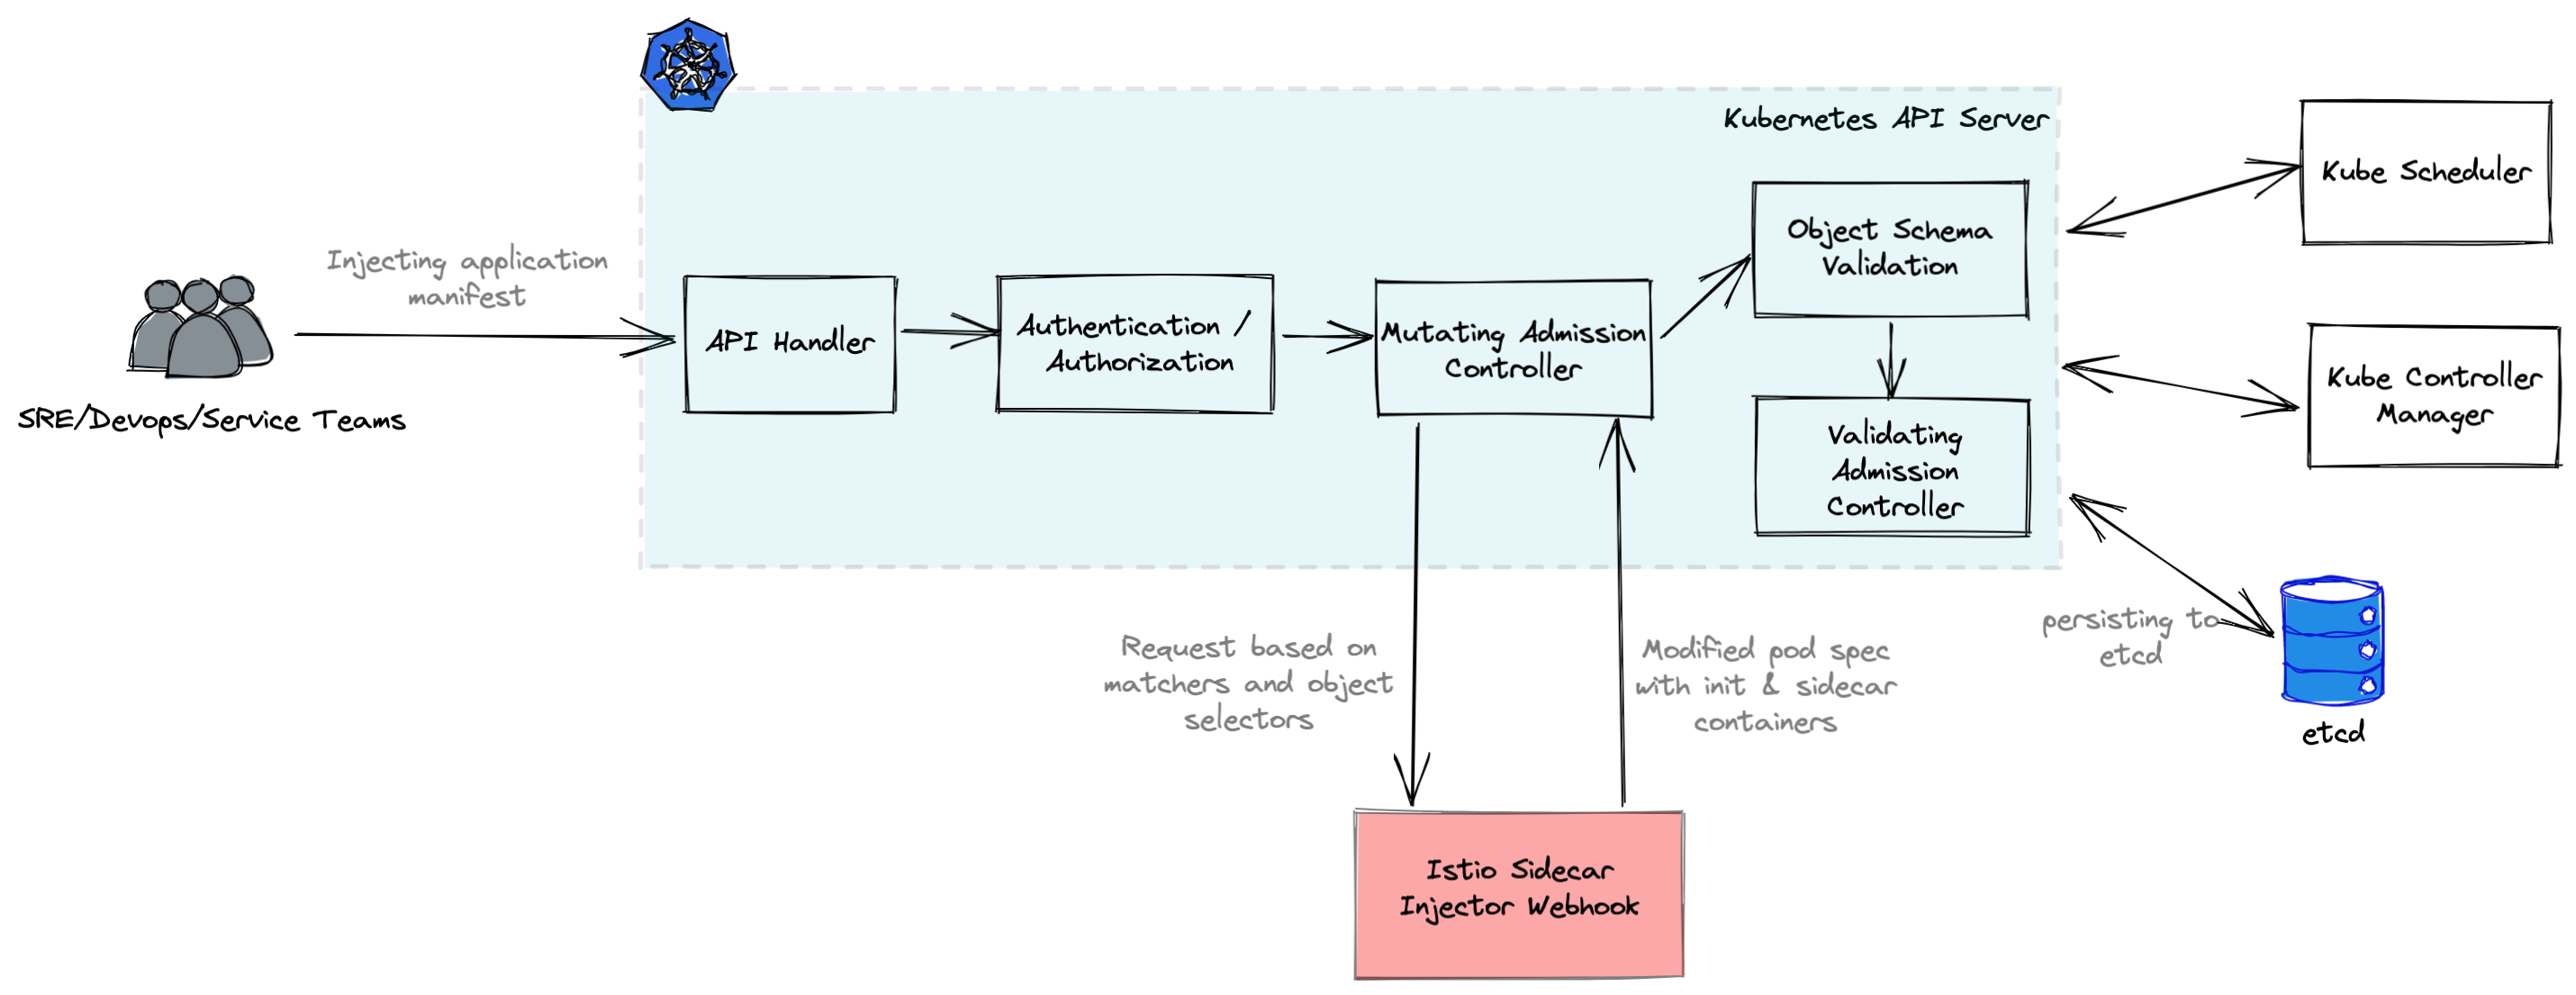 Kubernetes API Server
Kube Scheduler
Injecting application
manifest
SRE/Devops/Service Teams
API Handler
Authentication /
Authorization
Mutating Admission
Controller
Object Schema
Validation
Validating
Admission
Controller
Kube Controller
Manager
Request based on
matchers and object
selectors
Modified pod spec
with init & sidecar
containers
persisting to
etcd
etcd
Istio Sidecar
Injector Webhook